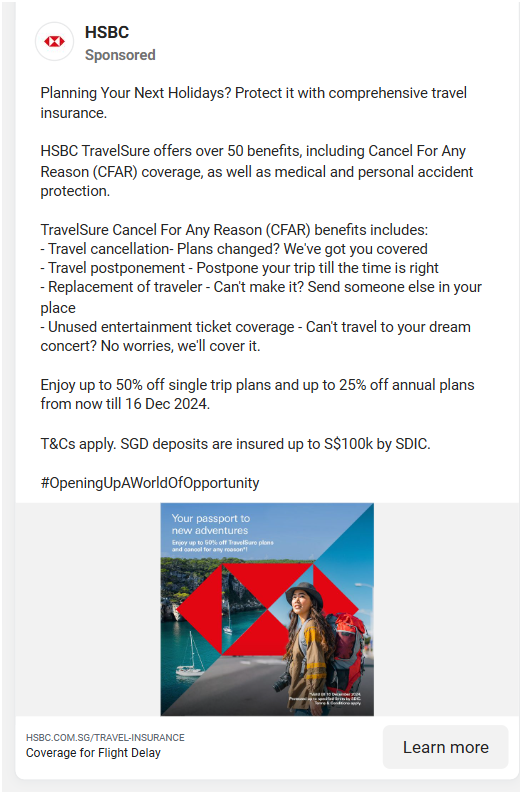 HSBC
Sponsored
Planning Your Next Holidays? Protect it with comprehensive travel
insurance.
HSBC TravelSure offers over 50 benefits, including Cancel For Any
Reason (CFAR) coverage, as well as medical and personal accident
protection.
TravelSure Cancel For Any Reason (CFAR) benefits includes:
- Travel cancellation- Plans changed? We've got you covered
- Travel postponement - Postpone your trip till the time is right
- Replacement of traveler - Can't make it? Send someone else in your
place
- Unused entertainment ticket coverage - Can't travel to your dream
concert? No worries, we'll cover it.
Enjoy up to 50% off single trip plans and up to 25% off annual plans
from now till 16 Dec 2024.
T&Cs apply. SGD deposits are insured up to S$100k by SDIC.
#OpeningUpAWorldOfOpportunity
Your passport to
new adventures
Enjoy up to 50% off TravelSure plans
and cancel for any reason*!
December 2024.
up to specified limits by SDIC.
Terms & Conditions apply.
HSBC.COM.SG/TRAVEL-INSURANCE
Coverage for Flight Delay
Learn more